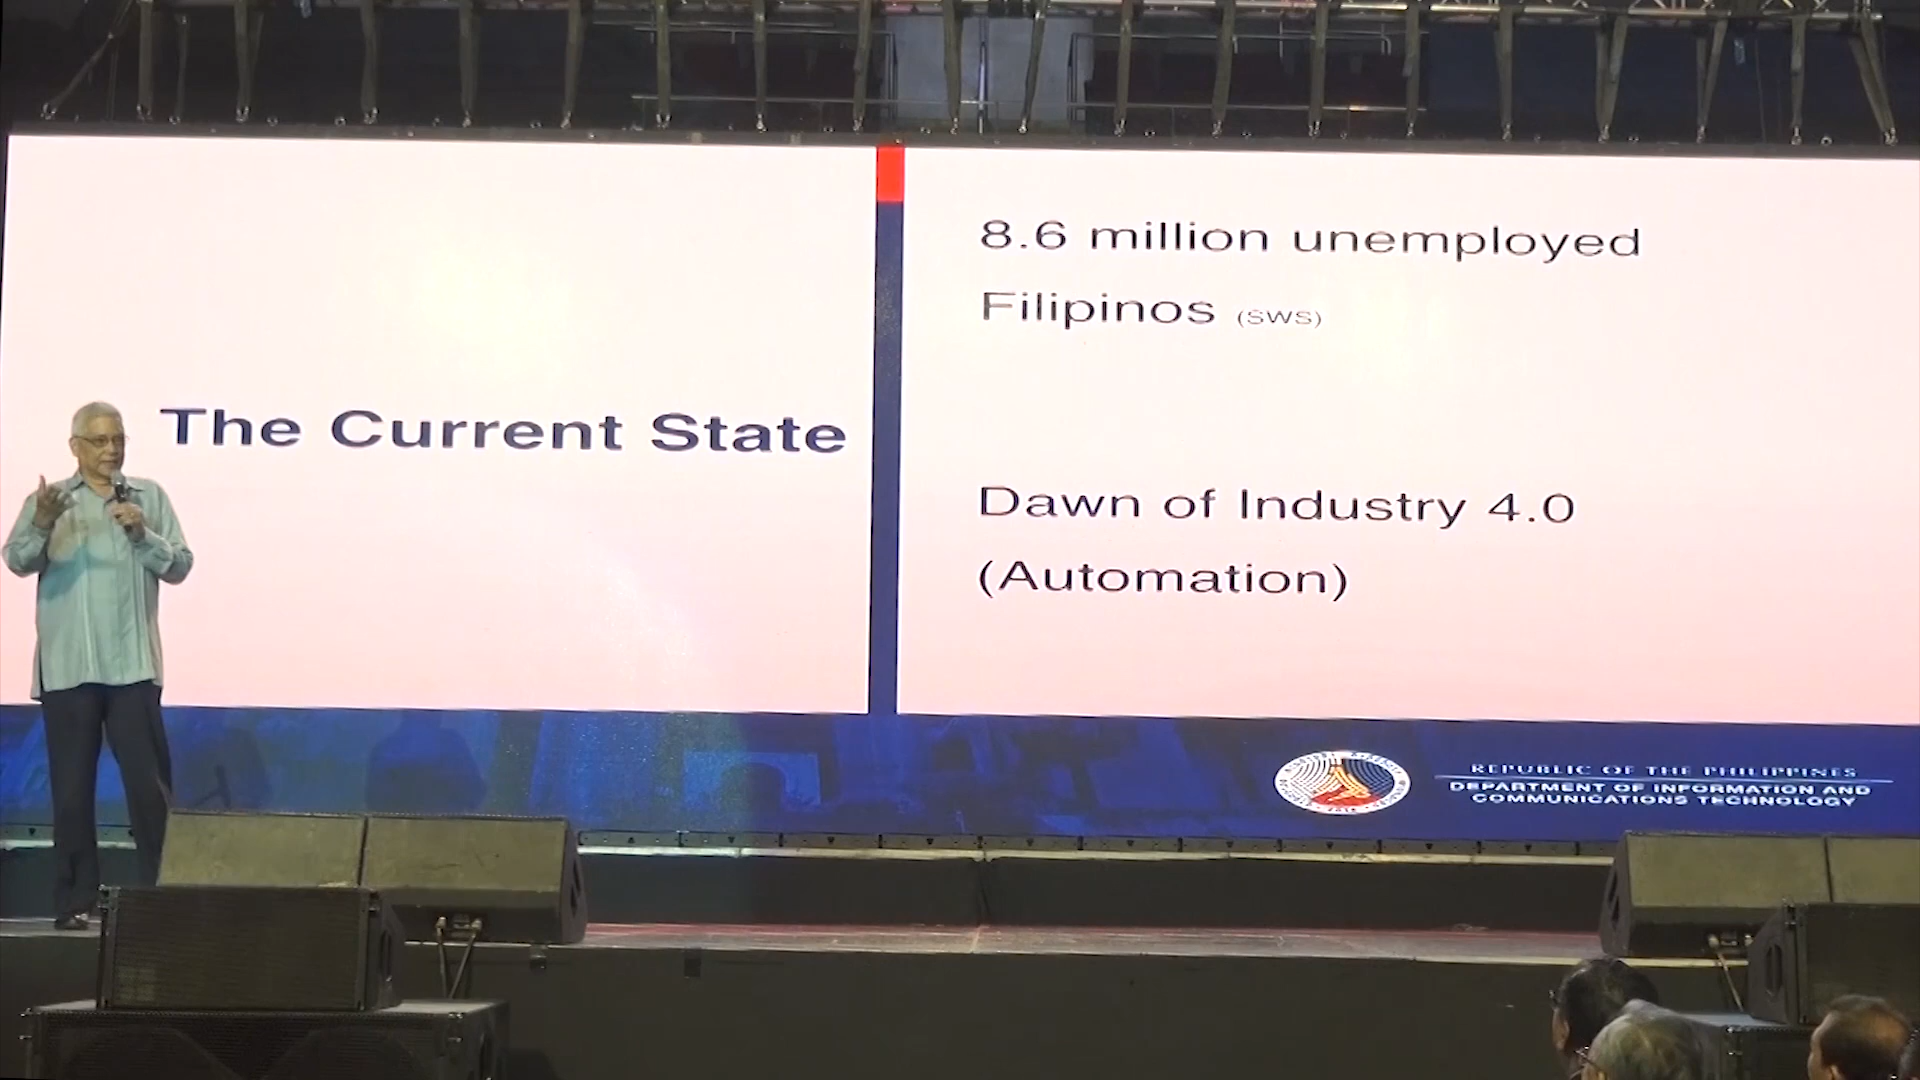 The Current State
8.6 million unemployed
Filipinos (SWS)
Dawn of Industry 4.0
(Automation)
REPUBLIC OF THE PHILIPPINES
DEPARTMENT OF INFORMATION AND
COMMUNICATIONS TECHNOLOGY